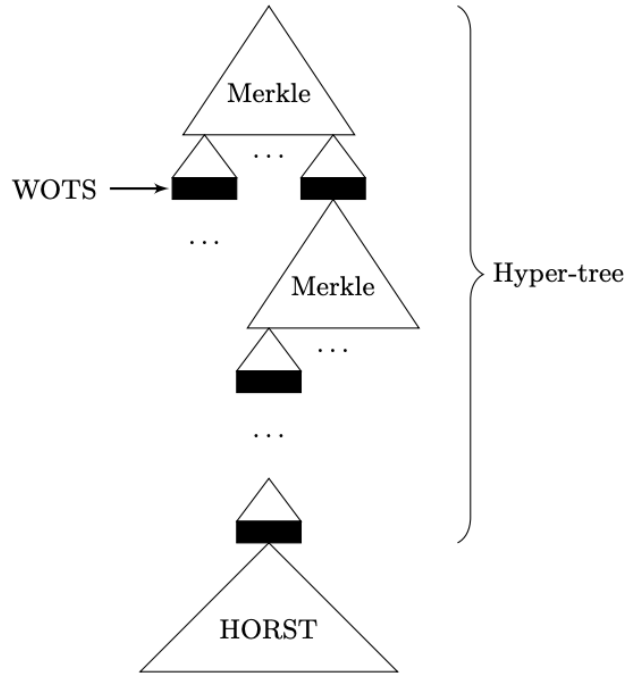 Merkle
. . .
WOTS
. . .
Hyper-tree
Merkle
. . .
. . .
HORST